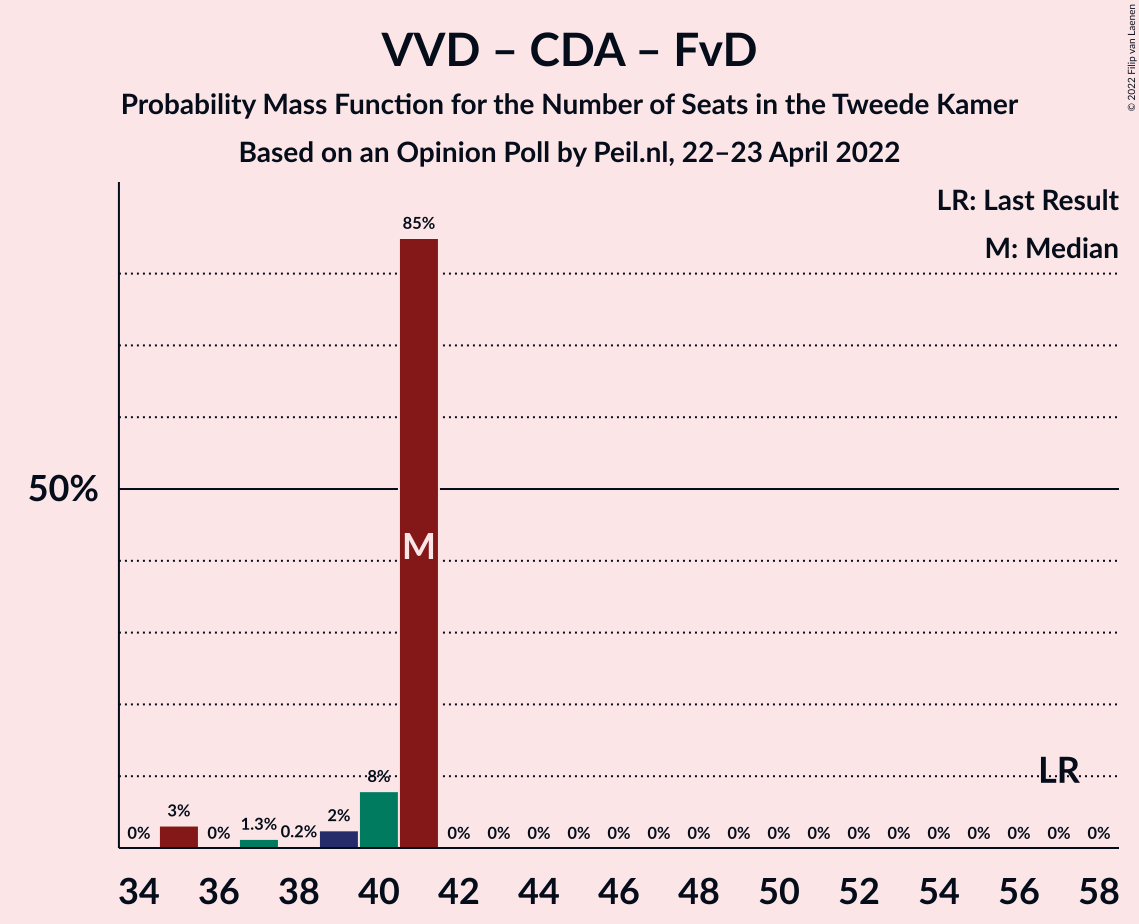 VVD – CDA – FvD
Probability Mass Function for the Number of Seats in the Tweede Kamer
Based on an Opinion Poll by Peil.nl, 22–23 April 2022
© 2022 Filip van Laenen
LR: Last Result
M: Median
50%
0% 3% 0% 1.3% 0.2% 2% 8% 85% 0% 0% 0% 0% 0% 0% 0% 0% 0% 0% 0% 0% 0% 0% 0% 0% 0%
M
LR
34 36 38 40 42 44 46 48 50 52 54 56 58